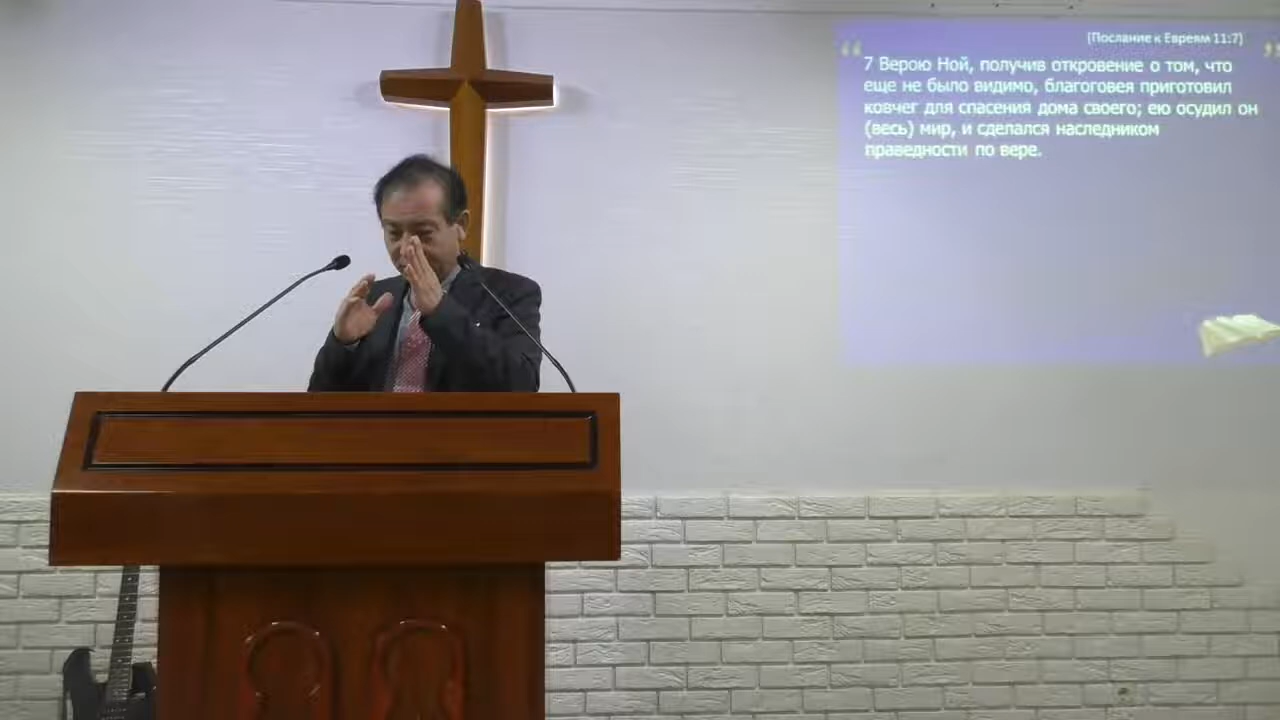 (Послание к Евреям 11:7)
7 Верою Ной, получив откровение о том, что
еще не было видимо, благоговея приготовил
ковчег для спасения дома своего; ею осудил он
(весь) мир, и сделался наследником
праведности по вере.